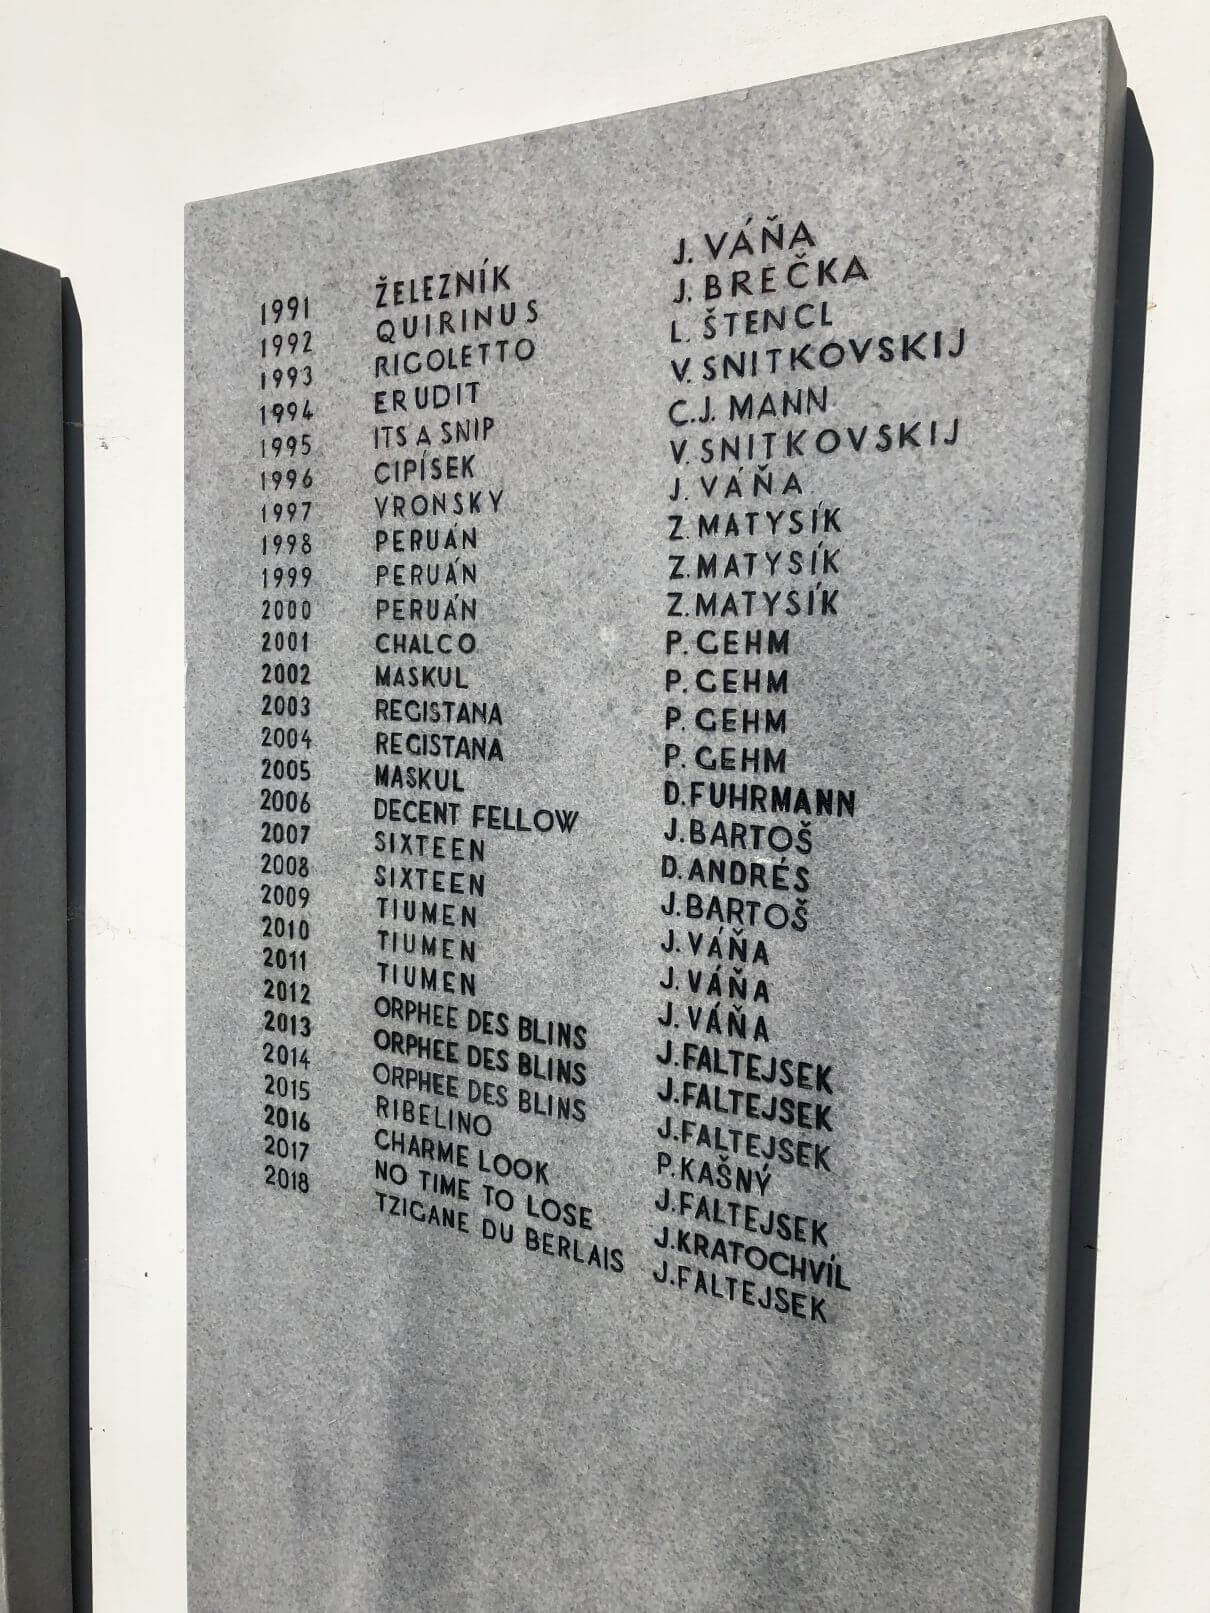 1991 ŽELEZNÍK J. VÁŇA
1992 QUIRINUS J. BREČKA
1993 RIGOLETTO L. ŠTENCL
1994 ERUDIT V. SNITKOVSKIJ
1995 ITS A SNIP C.J. MANN
1996 CIPÍSEK V. SNITKOVSKIJ
1997 VRONSKY J. VÁŇA
1998 PERUÁN Z. MATYSÍK
1999 PERUÁN Z. MATYSÍK
2000 PERUÁN Z. MATYSÍK
2001 CHALCO P. GEHM
2002 MASKUL P. GEHM
2003 REGISTANA P. GEHM
2004 REGISTANA P. GEHM
2005 MASKUL D. FUHRMANN
2006 DECENT FELLOW J. BARTOŠ
2007 SIXTEEN D. ANDRÉS
2008 SIXTEEN J. BARTOŠ
2009 TIUMEN J. VÁŇA
2010 TIUMEN J. VÁŇA
2011 TIUMEN J. VÁŇA
2012 ORPHEE DES BLINS J. FALTEJSEK
2013 ORPHEE DES BLINS J. FALTEJSEK
2014 ORPHEE DES BLINS J. FALTEJSEK
2015 RIBELINO P. KAŠNÝ
2016 CHARME LOOK J. FALTEJSEK
2017 NO TIME TO LOSE J. KRATOCHVÍL
2018 TZIGANE DU BERLAIS J. FALTEJSEK